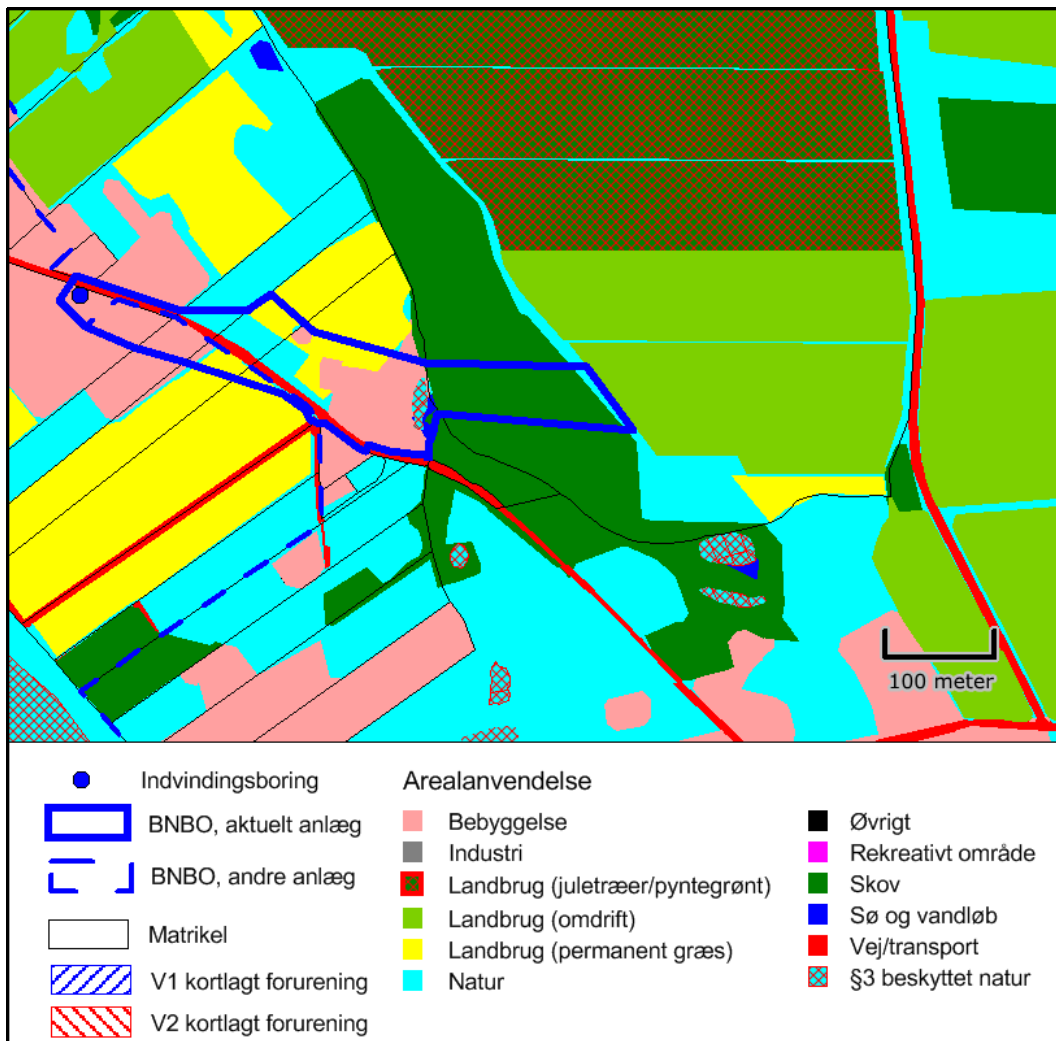 100 meter
Indvindingsboring
BNBO, aktuelt anlæg
BNBO, andre anlæg
Matrikel
V1 kortlagt forurening
V2 kortlagt forurening
Arealanvendelse
Bebyggelse
Industri
Landbrug (juletræer/pyntegrønt)
Landbrug (omdrift)
Landbrug (permanent græs)
Natur
Øvrigt
Rekreativt område
Skov
Sø og vandløb
Vej/transport
§3 beskyttet natur